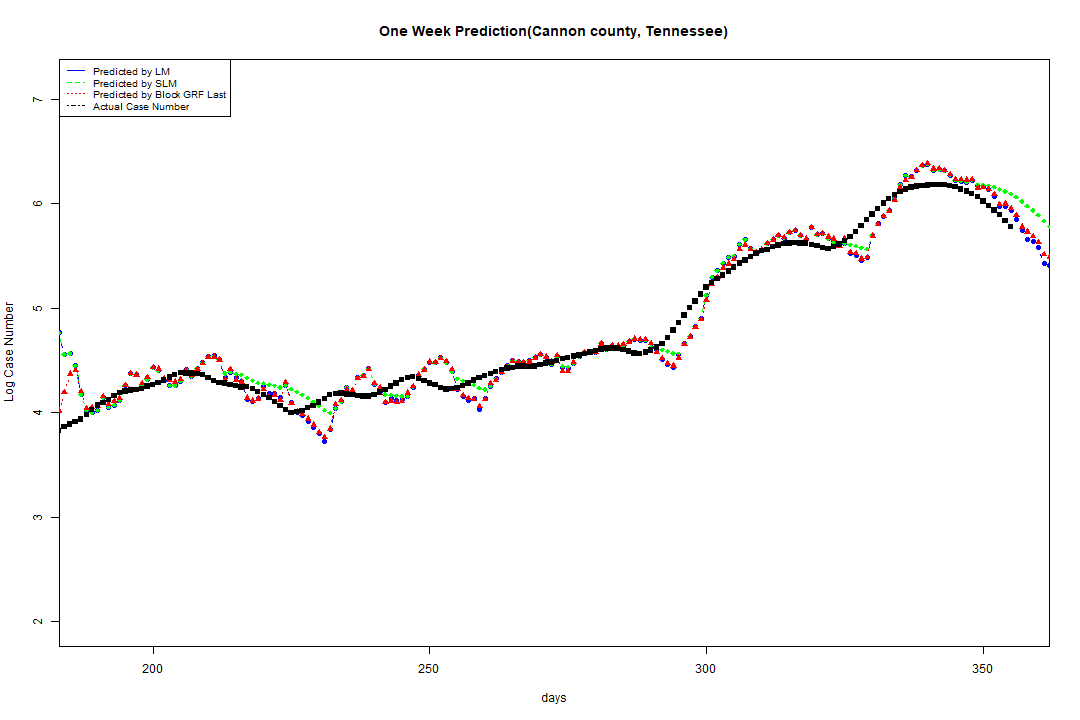 One Week Prediction(Cannon county, Tennessee)
Predicted by LM
Predicted by SLM
Predicted by Block GRF Last
Actual Case Number
7
6
5
4
3
2
Log Case Number
200 250 300 350
days